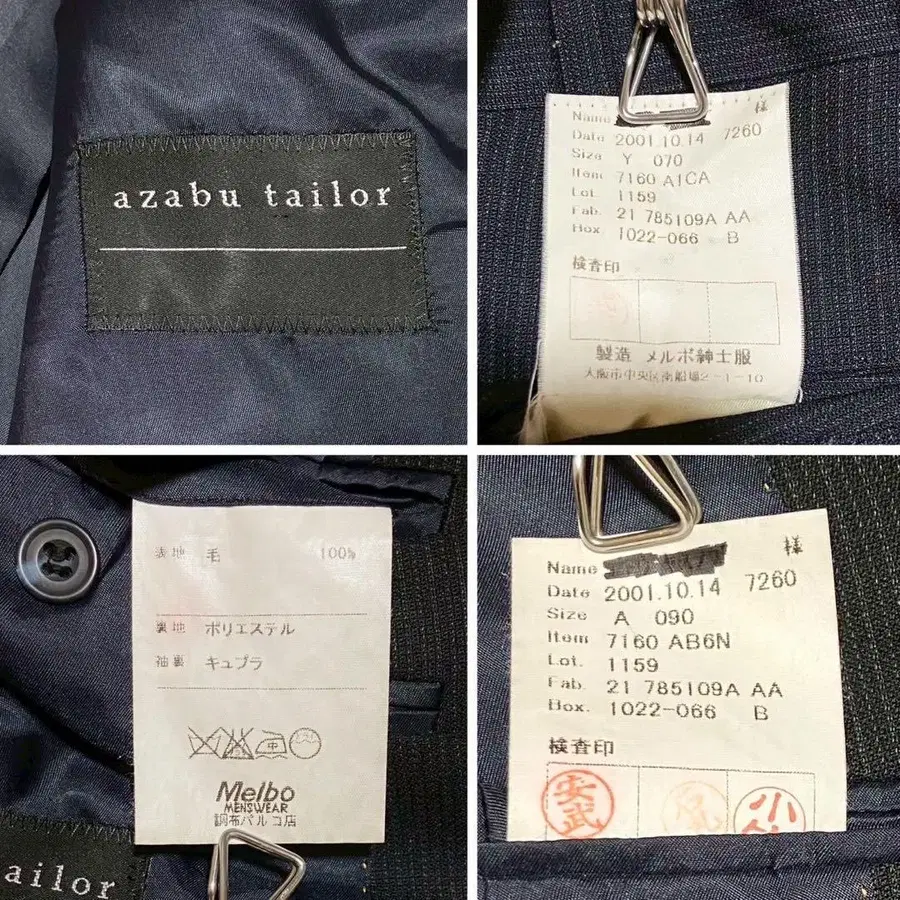 azabu tailor
Name 様
Date 2001.10.14 7260
Size Y 070
Item 7160 A1CA
Lot. 1159
Fab. 21 785109A AA
Box. 1022-066 B
検査印
製造 メルボ紳士服
大阪市中央区南船場2-1-10
表地 毛 100%
裏地 ポリエステル
袖裏 キュプラ
中
Melbo
MENSWEAR
調布パルコ店
ailor
Name 様
Date 2001.10.14 7260
Size A 090
Item 7160 AB6N
Lot. 1159
Fab. 21 785109A AA
Box. 1022-066 B
検査印
安武
小